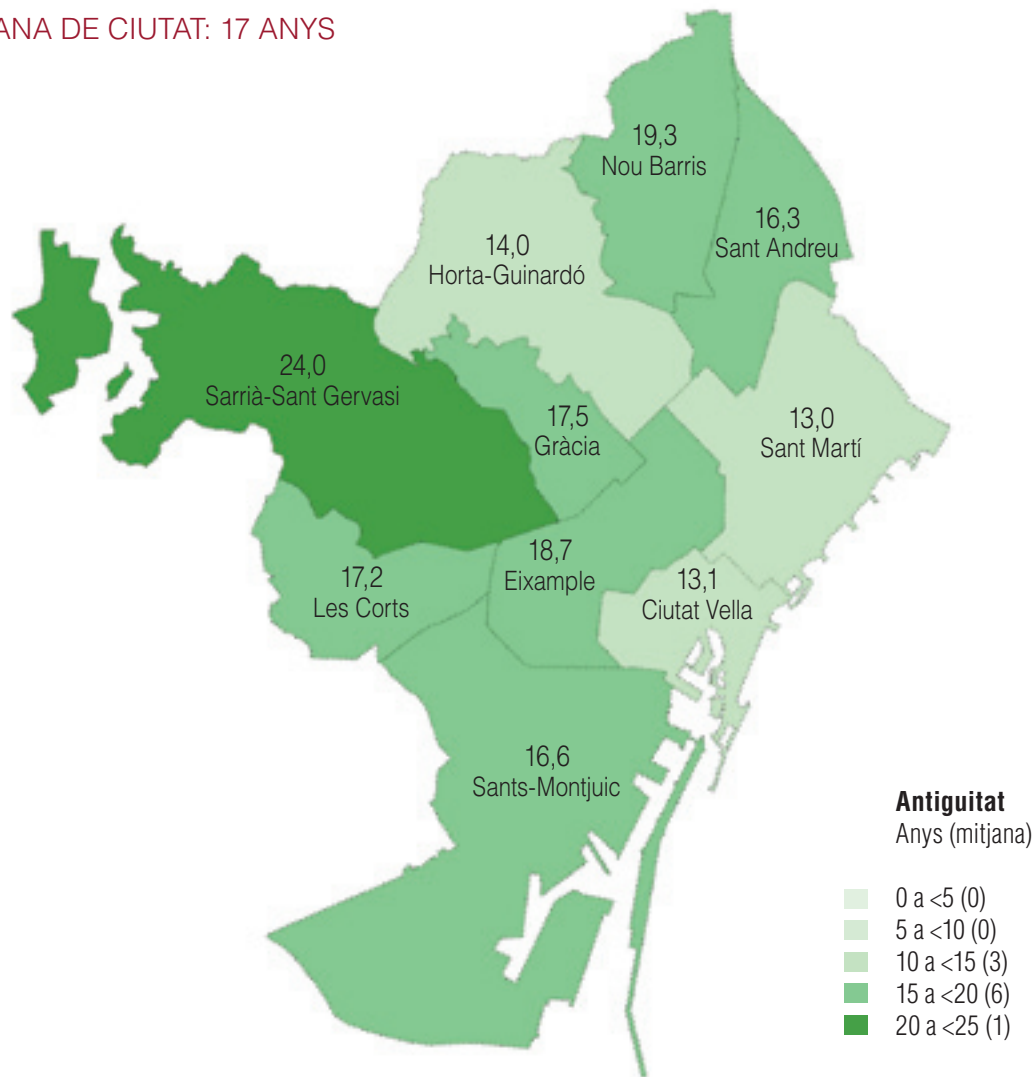 ANA DE CIUTAT: 17 ANYS
19,3
Nou Barris
16,3
Sant Andreu
14,0
Horta-Guinardó
24,0
Sarrià-Sant Gervasi
17,5
Gràcia
13,0
Sant Martí
18,7
Eixample
17,2
Les Corts
13,1
Ciutat Vella
16,6
Sants-Montjuic
Antiguitat
Anys (mitjana)
0 a <5 (0)
5 a <10 (0)
10 a <15 (3)
15 a <20 (6)
20 a <25 (1)